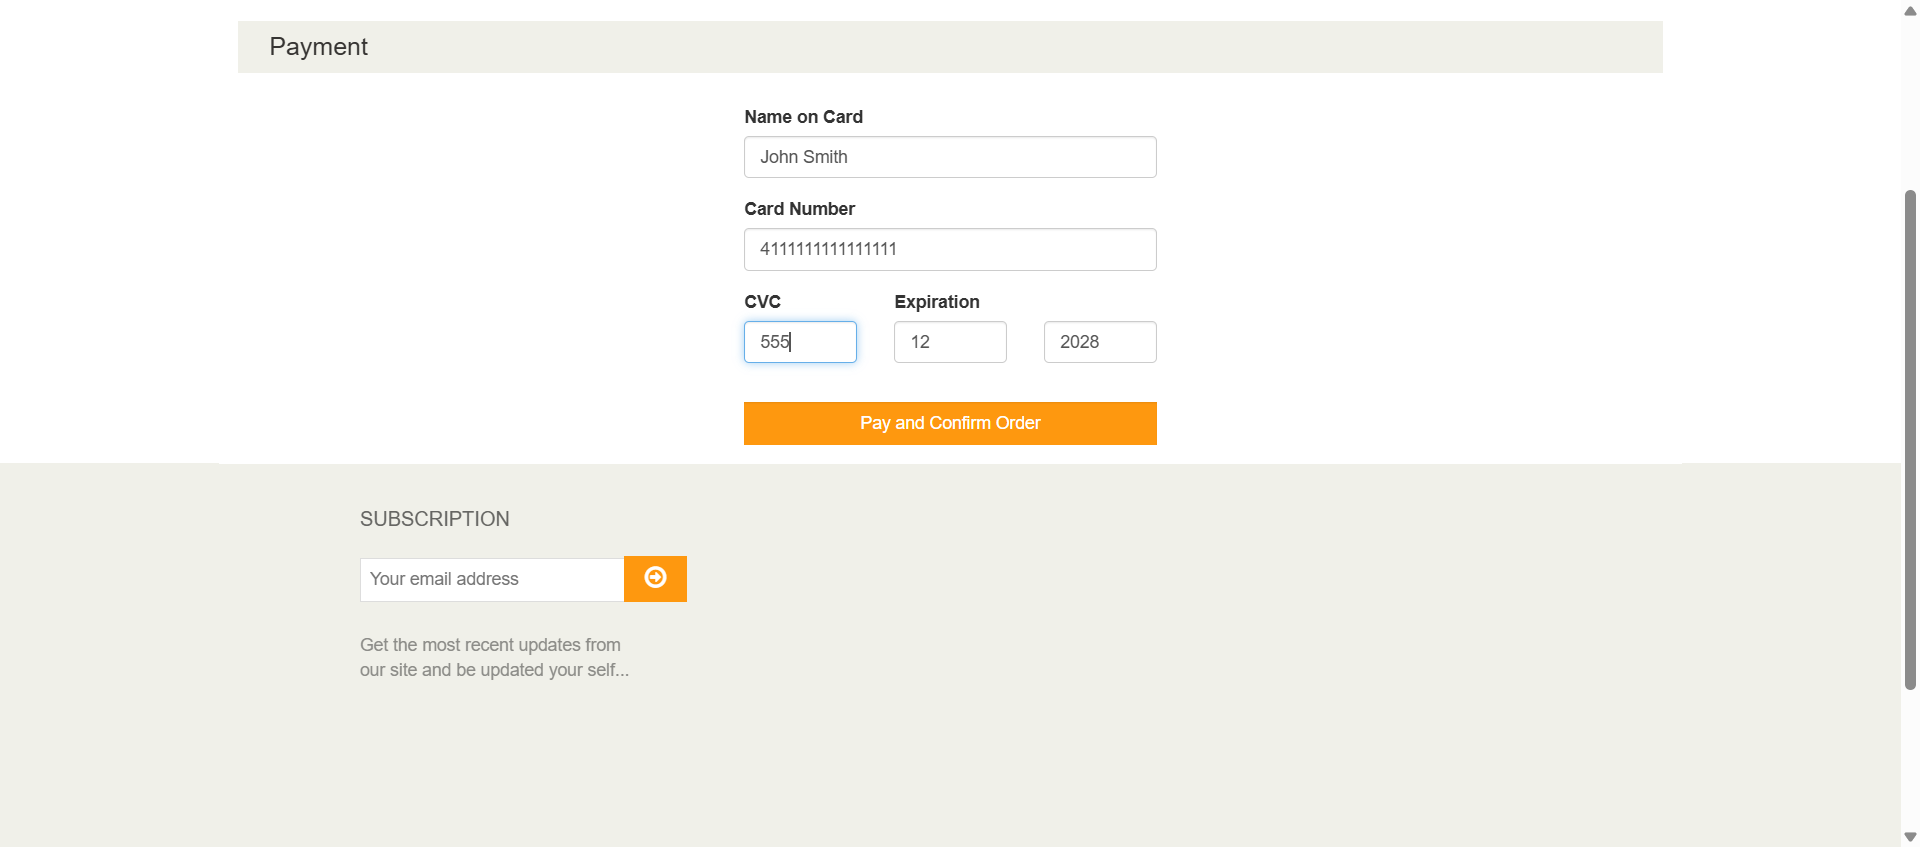 Payment
Name on Card
John Smith
Card Number
4111111111111111
CVC
Expiration
555
12
2028
Pay and Confirm Order
SUBSCRIPTION
Your email address
Get the most recent updates from
our site and be updated your self...